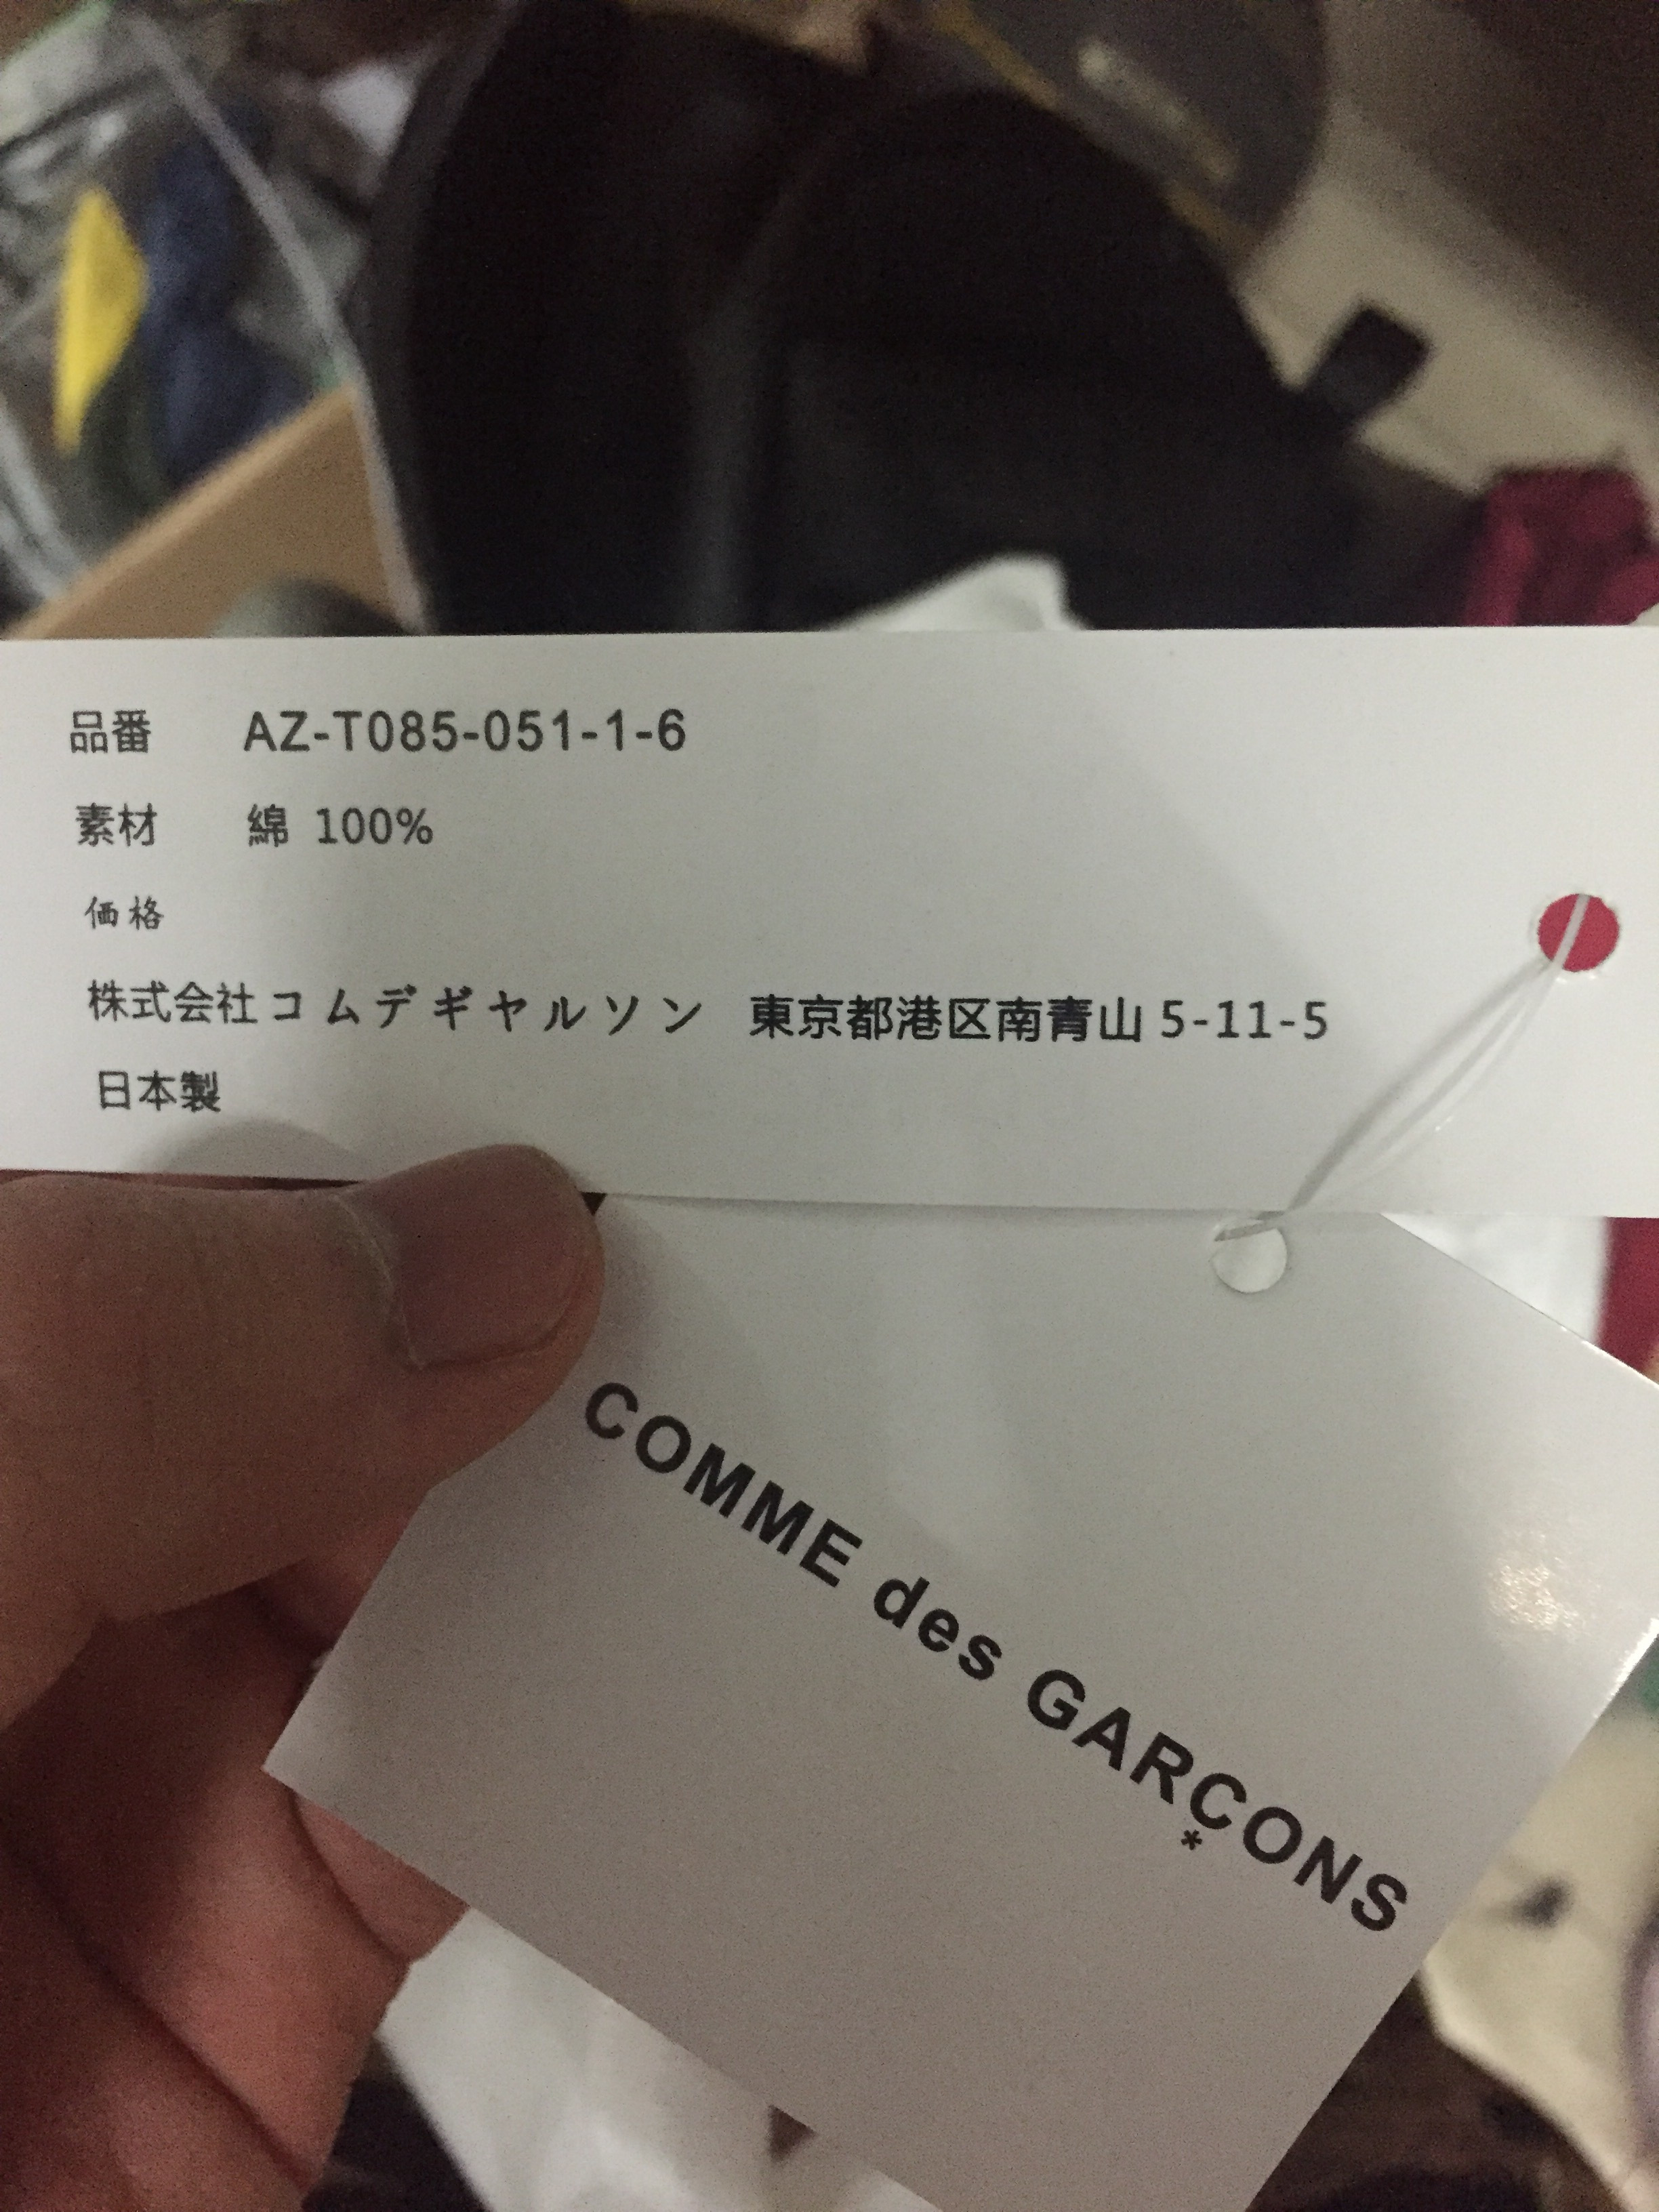 品番 AZ-T085-051-1-6
素材 綿 100%
価格
株式会社コムデギヤルソン 東京都港区南青山 5-11-5
日本製
COMME des GARÇONS
*